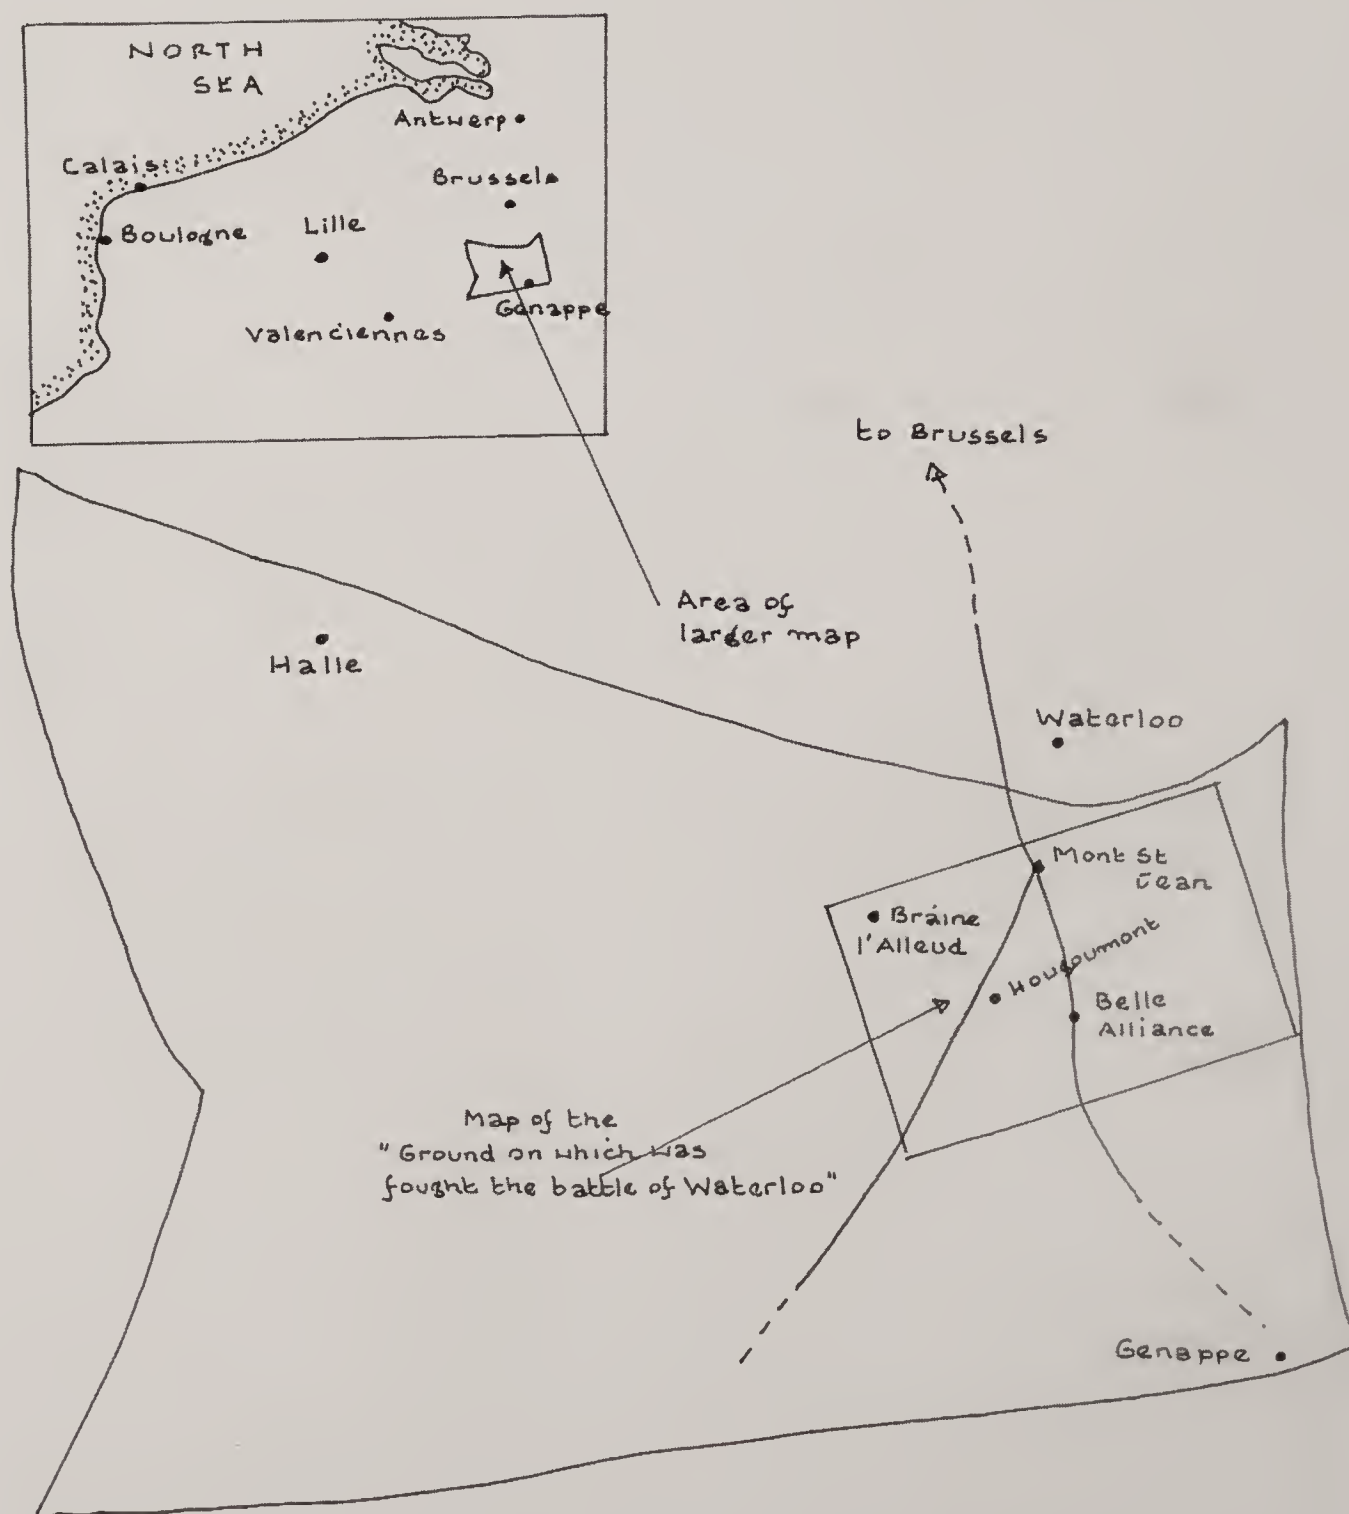 NORTH
SEA
Antwerp
Calais
Brussels
Boulogne
Lille
Genappe
Valenciennes
to Brussels
Area of
larger map
Halle
Waterloo
Mont St
Jean
Braine
l'Alleud
Hougoumont
Belle
Alliance
Map of the
"Ground on which was
fought the battle of Waterloo"
Genappe